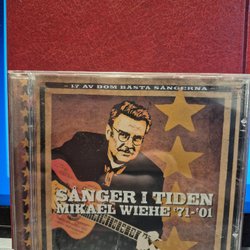 17 AV DOM BÄSTA SÅNGERNA
SÅNGER I TIDEN
MIKAEL WIEHE '71-'01